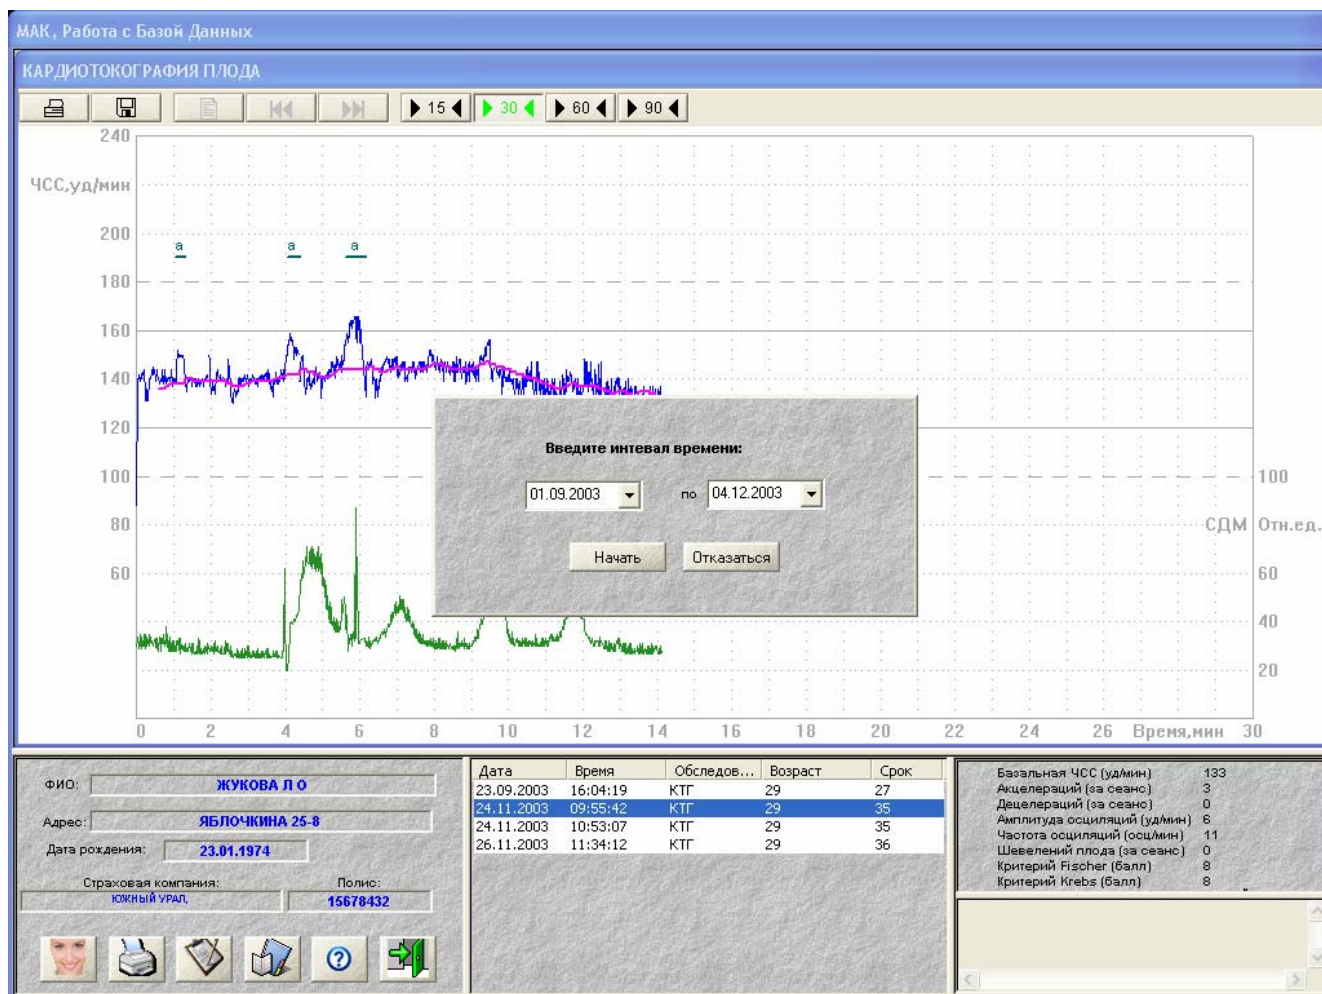 МАК, Работа с Базой Данных
КАРДИОТОКОГРАФИЯ ПЛОДА
15 30 60 90
240
ЧСС,уд/мин
200
а а а
180
160
140
120
100 100
80 СДМ Отн.ед.
60 60
40
20
0 2 4 6 8 10 12 14 16 18 20 22 24 26 Время,мин 30
Введите интевал времени:
01.09.2003 по 04.12.2003
Начать Отказаться
ФИО: ЖУКОВА Л О
Адрес: ЯБЛОЧКИНА 25-8
Дата рождения: 23.01.1974
Страховая компания: Полис:
ЮЖНЫЙ УРАЛ, 15678432
Дата Время Обследов... Возраст Срок
23.09.2003 16:04:19 КТГ 29 27
24.11.2003 09:55:42 КТГ 29 35
24.11.2003 10:53:07 КТГ 29 35
26.11.2003 11:34:12 КТГ 29 36
Базальная ЧСС (уд/мин) 133
Акцелераций (за сеанс) 3
Децелераций (за сеанс) 0
Амплитуда осциляций (уд/мин) 6
Частота осциляций (осц/мин) 11
Шевелений плода (за сеанс) 0
Критерий Fischer (балл) 8
Критерий Krebs (балл) 8